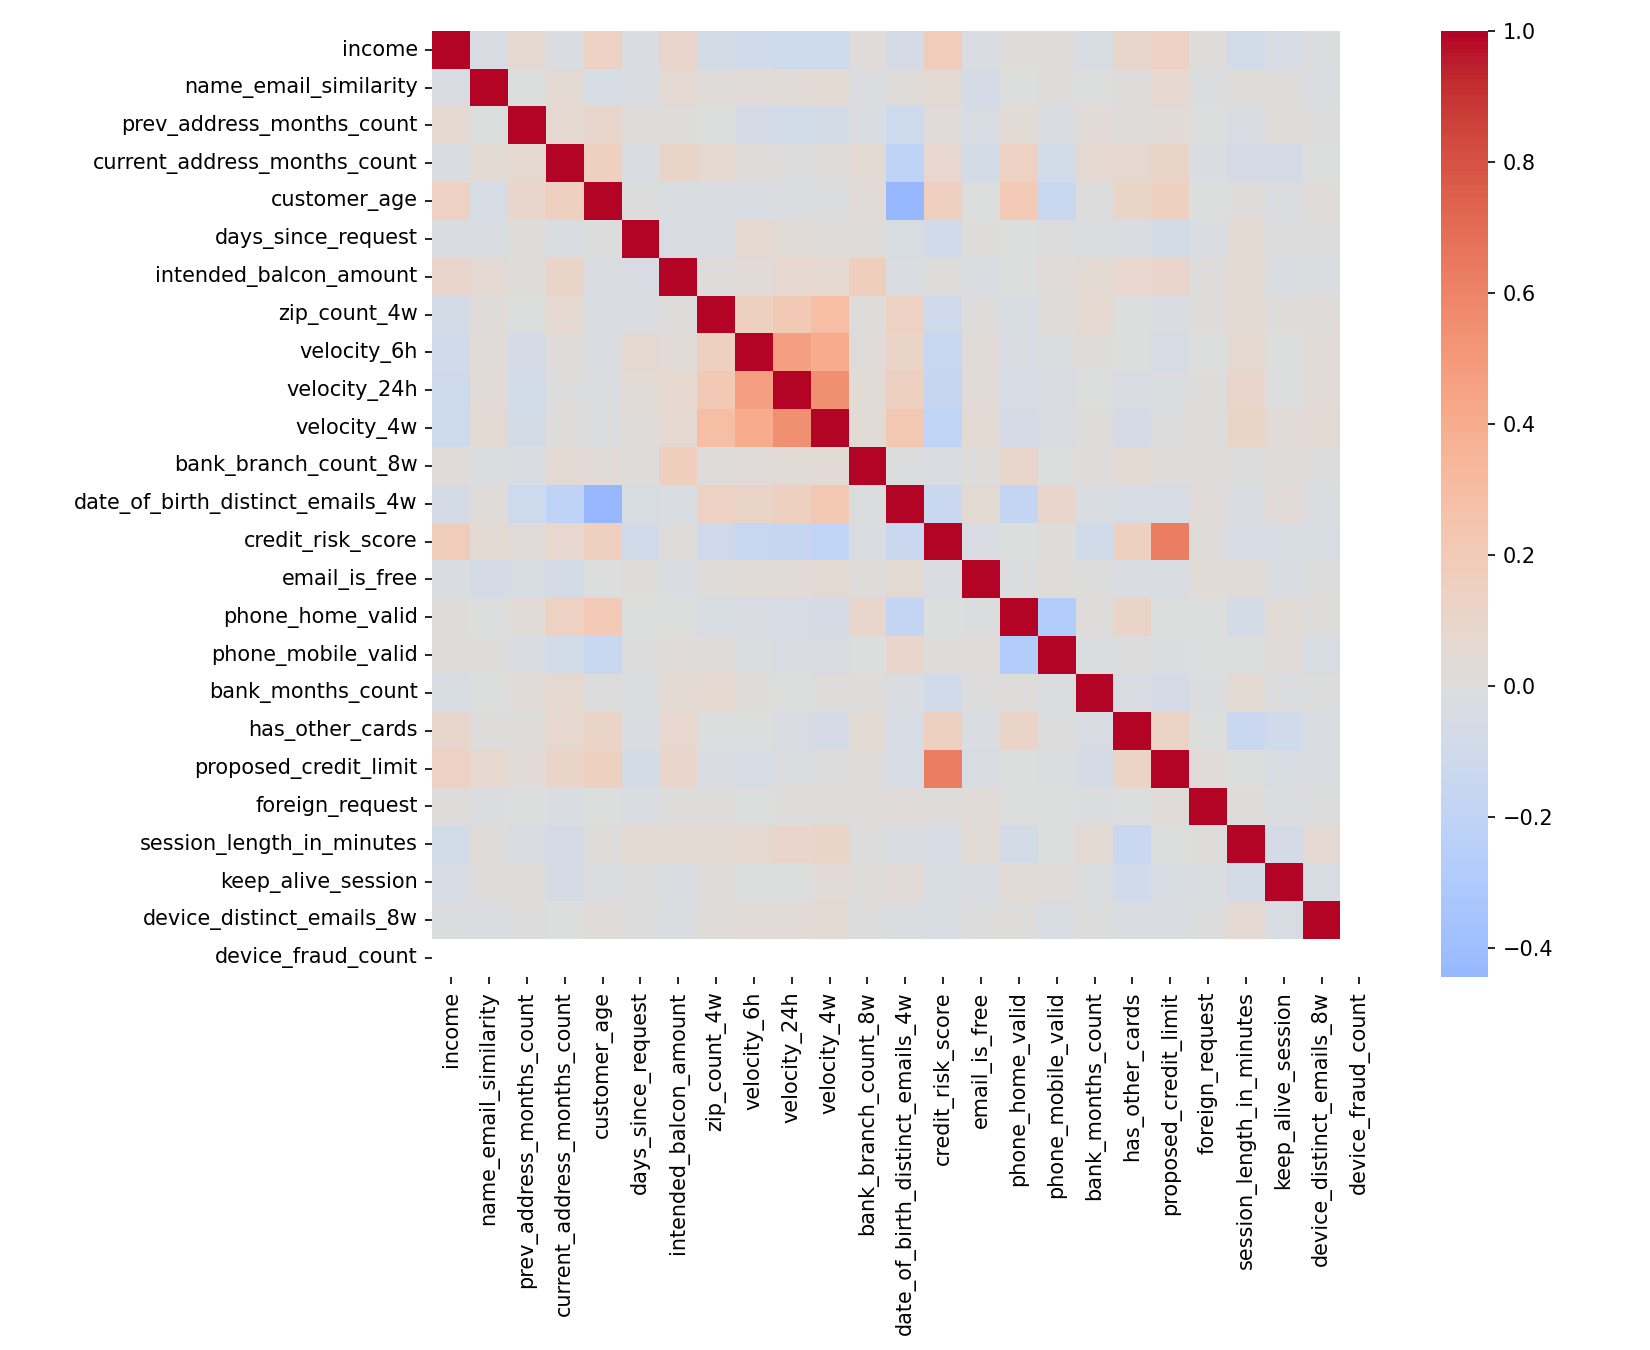 income
name_email_similarity
prev_address_months_count
current_address_months_count
customer_age
days_since_request
intended_balcon_amount
zip_count_4w
velocity_6h
velocity_24h
velocity_4w
bank_branch_count_8w
date_of_birth_distinct_emails_4w
credit_risk_score
email_is_free
phone_home_valid
phone_mobile_valid
bank_months_count
has_other_cards
proposed_credit_limit
foreign_request
session_length_in_minutes
keep_alive_session
device_distinct_emails_8w
device_fraud_count
income
name_email_similarity
prev_address_months_count
current_address_months_count
customer_age
days_since_request
intended_balcon_amount
zip_count_4w
velocity_6h
velocity_24h
velocity_4w
bank_branch_count_8w
date_of_birth_distinct_emails_4w
credit_risk_score
email_is_free
phone_home_valid
phone_mobile_valid
bank_months_count
has_other_cards
proposed_credit_limit
foreign_request
session_length_in_minutes
keep_alive_session
device_distinct_emails_8w
device_fraud_count
1.0
0.8
0.6
0.4
0.2
0.0
−0.2
−0.4